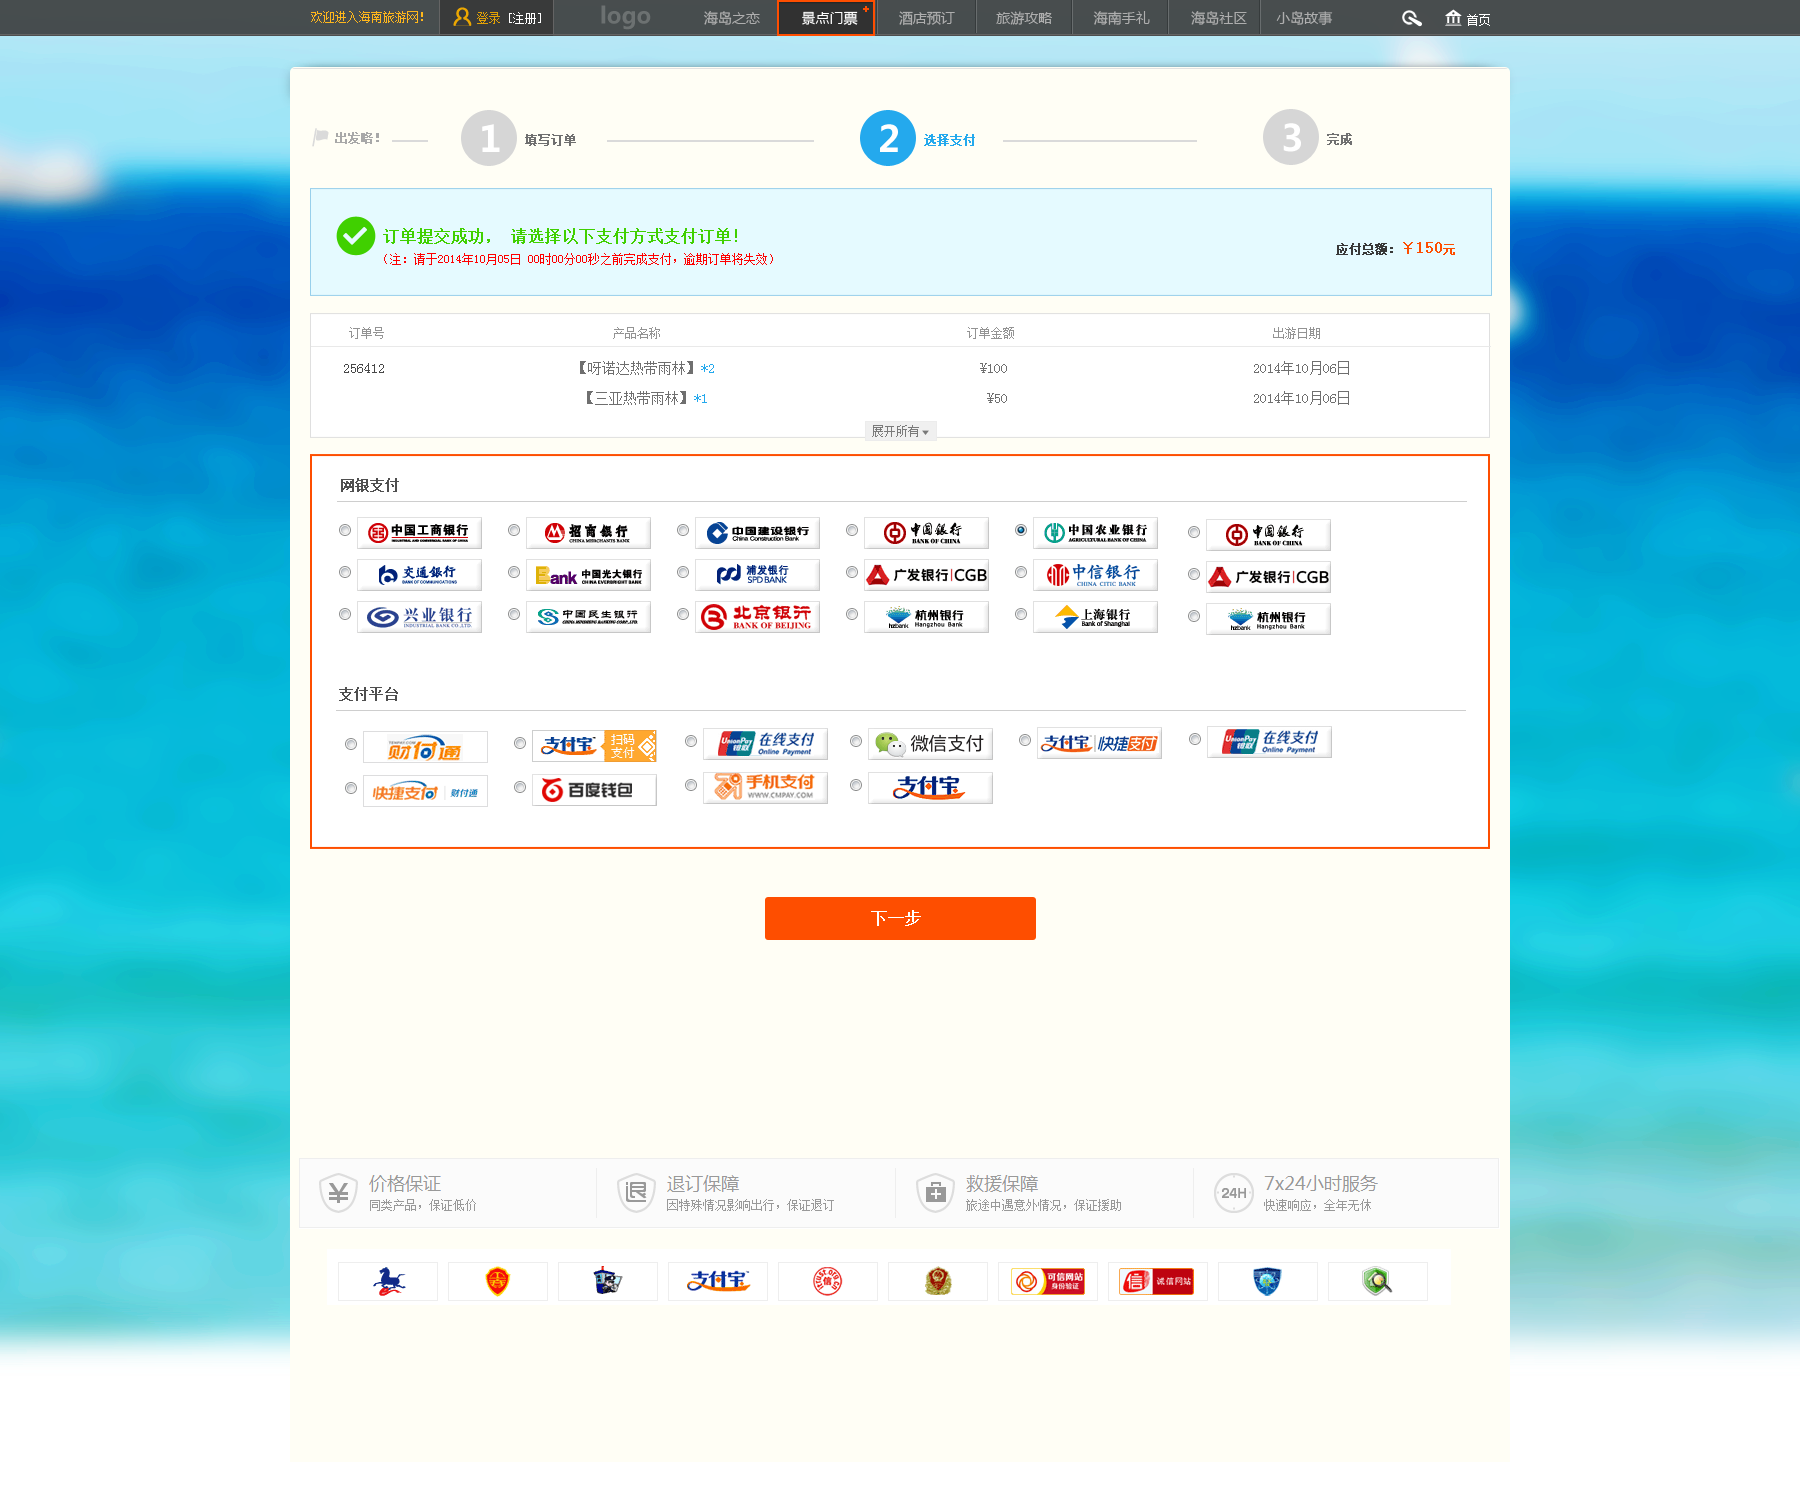 欢迎进入海南旅游网! 登录 [注册] logo 海岛之恋 景点门票 酒店预订 旅游攻略 海南手礼 海岛社区 小岛故事 首页
出发咯! 1 填写订单 2 选择支付 3 完成
订单提交成功, 请选择以下支付方式支付订单!
(注:请于2014年10月05日 00时00分00秒之前完成支付,逾期订单将失效)
应付总额:￥150元
订单号 产品名称 订单金额 出游日期
256412 【呀诺达热带雨林】*2 ¥100 2014年10月06日
【三亚热带雨林】*1 ¥50 2014年10月06日
展开所有
网银支付
中国工商银行 INDUSTRIAL AND COMMERCIAL BANK OF CHINA 招商银行 CHINA MERCHANTS BANK 中国建设银行 China Construction Bank 中国银行 BANK OF CHINA 中国农业银行 AGRICULTURAL BANK OF CHINA 中国银行 BANK OF CHINA
交通银行 BANK OF COMMUNICATIONS Bank 中国光大银行 CHINA EVERBRIGHT BANK 浦发银行 SPD BANK 广发银行|CGB 中信银行 CHINA CITIC BANK 广发银行|CGB
兴业银行 INDUSTRIAL BANK CO.,LTD. 中国民生银行 CHINA MINSHENG BANKING CORP.,LTD. 北京银行 BANK OF BEIJING hzbank 杭州银行 Hangzhou Bank 上海银行 Bank of Shanghai hzbank 杭州银行 Hangzhou Bank
支付平台
TENPAY.COM 财付通 支付宝 扫码支付 UnionPay 银联 在线支付 Online Payment 微信支付 支付宝|快捷支付 UnionPay 银联 在线支付 Online Payment
快捷支付 | 财付通 百度钱包 手机支付 WWW.CMPAY.COM 支付宝
下一步
价格保证
同类产品，保证低价
退订保障
因特殊情况影响出行，保证退订
救援保障
旅途中遇意外情况，保证援助
24H 7x24小时服务
快速响应，全年无休
支付宝 信 可信网站 身份验证 信 诚信网站